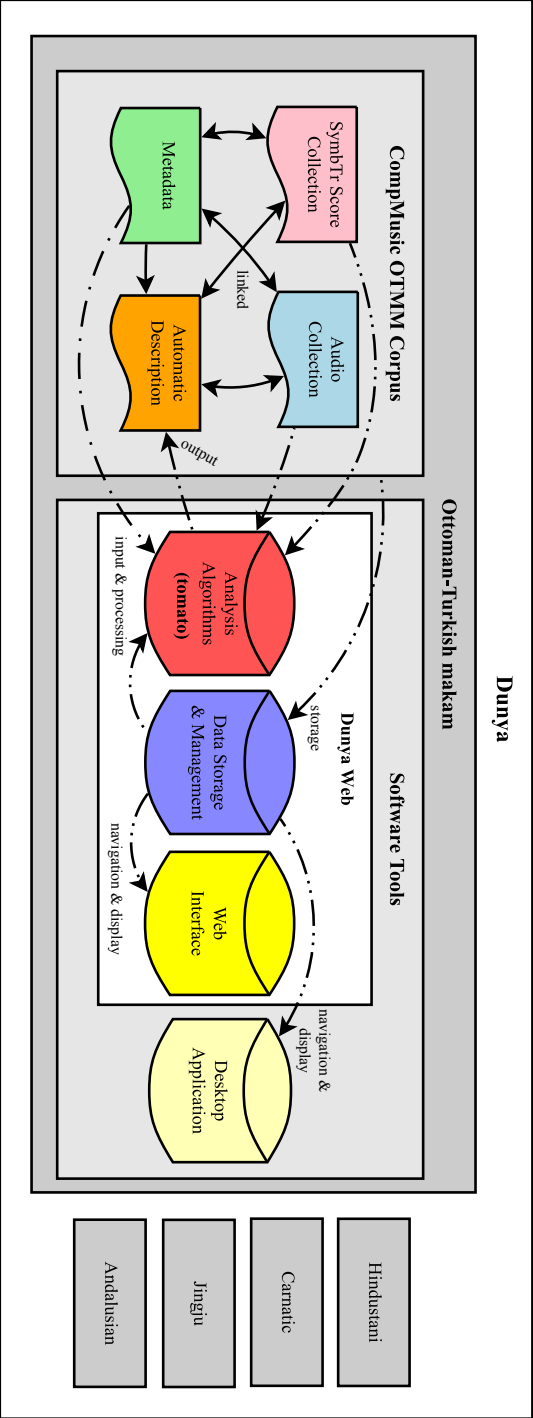 Dunya
Ottoman-Turkish makam
CompMusic OTMM Corpus
SymbTr Score
Collection
Audio
Collection
linked
Metadata
Automatic
Description
output
Software Tools
Dunya Web
storage
Analysis
Algorithms
(tomato)
input & processing
Data Storage
& Management
navigation & display
Web
Interface
navigation &
display
Desktop
Application
Hindustani
Carnatic
Jingju
Andalusian